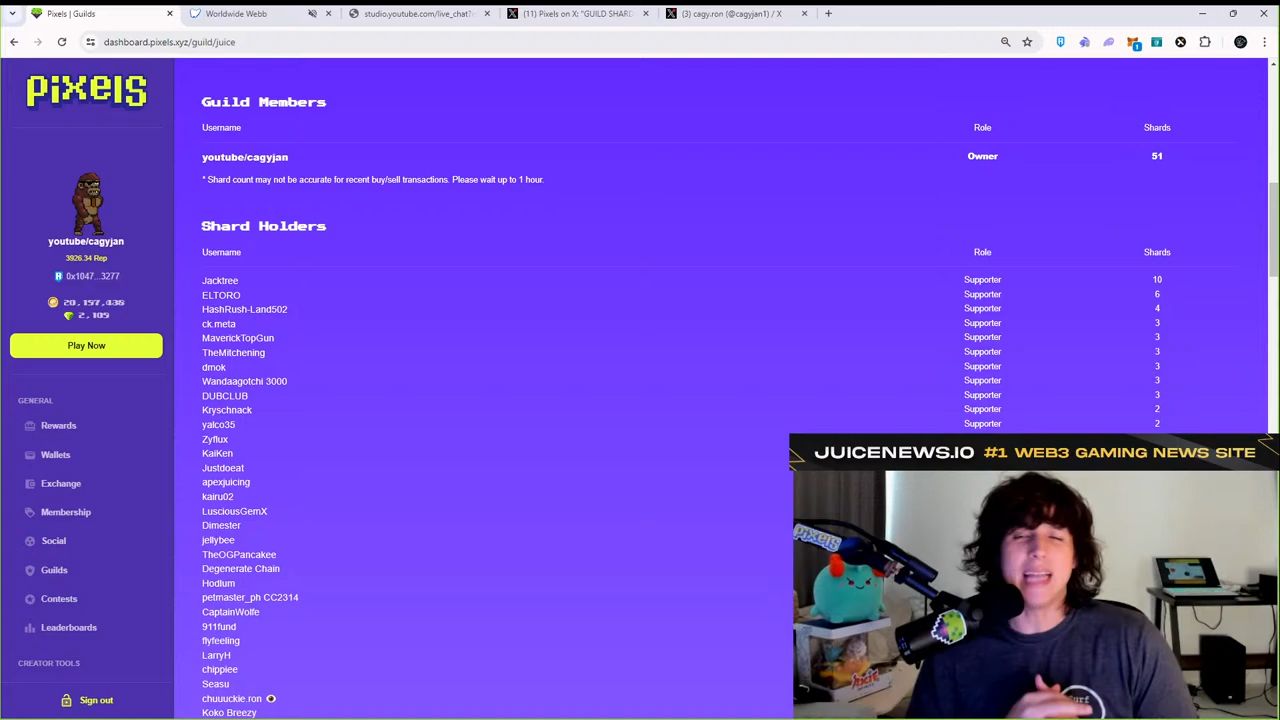 Pixels | Guilds
Worldwide Webb
studio.youtube.com/live_chat?
(11) Pixels on X: "GUILD SHARD
(3) cagy.ron (@cagyjan1) / X
dashboard.pixels.xyz/guild/juice
1
pixels
youtube/cagyjan
3926.34 Rep
0x1047...3277
20,197,438
2,109
Play Now
GENERAL
Rewards
Wallets
Exchange
Membership
Social
Guilds
Contests
Leaderboards
CREATOR TOOLS
Sign out
Guild Members
Username Role Shards
youtube/cagyjan Owner 51
* Shard count may not be accurate for recent buy/sell transactions. Please wait up to 1 hour.
Shard Holders
Username Role Shards
Jacktree Supporter 10
ELTORO Supporter 6
HashRush-Land502 Supporter 4
ck.meta Supporter 3
MaverickTopGun Supporter 3
TheMitchening Supporter 3
dmok Supporter 3
Wandaagotchi 3000 Supporter 3
DUBCLUB Supporter 3
Kryschnack Supporter 2
yalco35 Supporter 2
Zyflux
KaiKen
Justdoeat
apexjuicing
kairu02
LusciousGemX
Dimester
jellybee
TheOGPancakee
Degenerate Chain
Hodlum
petmaster_ph CC2314
CaptainWolfe
911fund
flyfeeling
LarryH
chippiee
Seasu
chuuuckie.ron
Koko Breezy
JUICENEWS.IO #1 WEB3 GAMING NEWS SITE
pixels